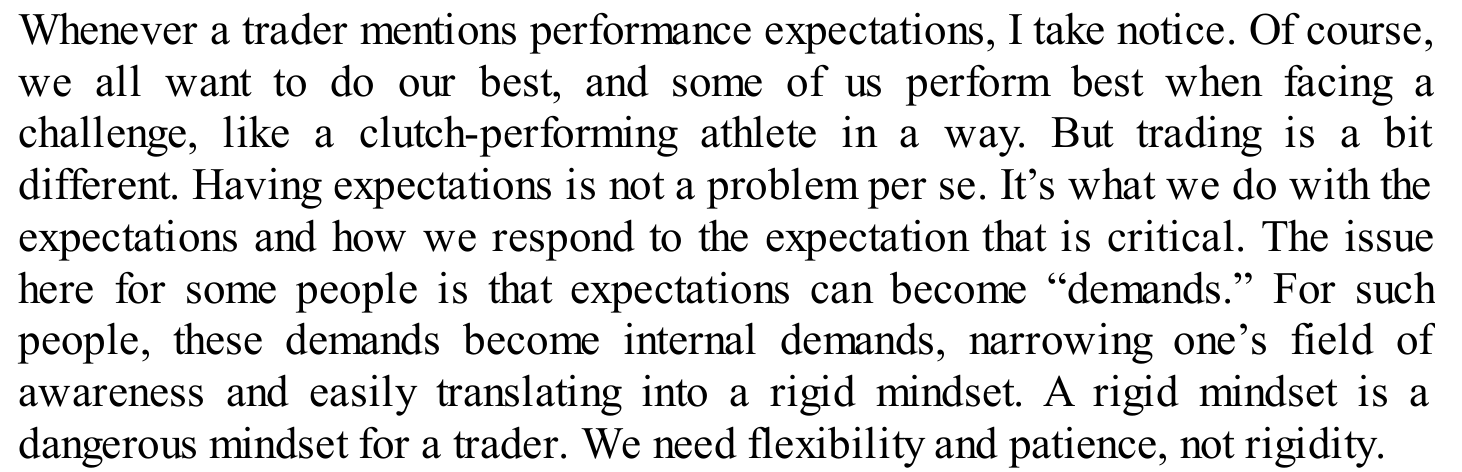 Whenever a trader mentions performance expectations, I take notice. Of course,
we all want to do our best, and some of us perform best when facing a
challenge, like a clutch-performing athlete in a way. But trading is a bit
different. Having expectations is not a problem per se. It’s what we do with the
expectations and how we respond to the expectation that is critical. The issue
here for some people is that expectations can become “demands.” For such
people, these demands become internal demands, narrowing one’s field of
awareness and easily translating into a rigid mindset. A rigid mindset is a
dangerous mindset for a trader. We need flexibility and patience, not rigidity.